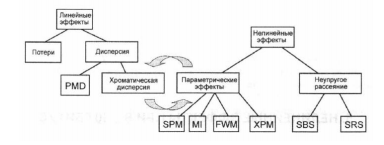 Линейные
эффекты
Нелинейные
эффекты
Потери
Дисперсия
PMD
Хроматическая
дисперсия
Параметрические
эффекты
Неупругое
рассеяние
SPM
MI
FWM
XPM
SBS
SRS